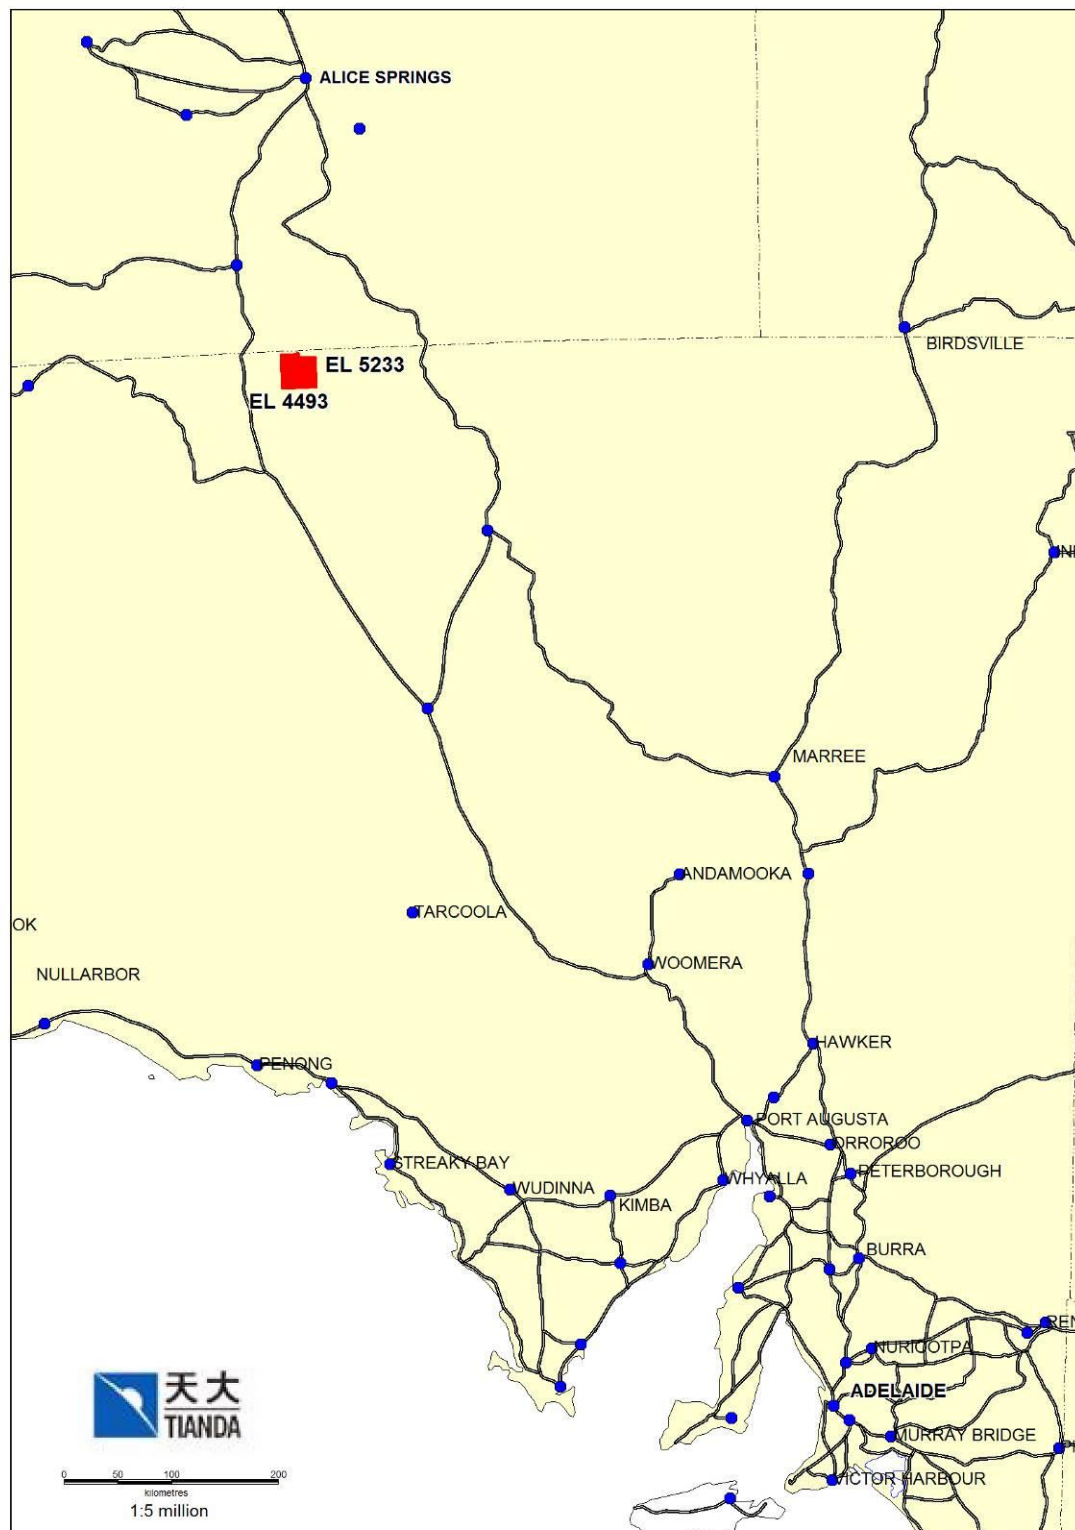 ALICE SPRINGS
BIRDSVILLE
EL 5233
EL 4493
MARREE
ANDAMOOKA
TARCOOLA
OK
WOOMERA
NULLARBOR
HAWKER
PENONG
PORT AUGUSTA
ORROROO
STREAKY BAY
PETERBOROUGH
WHYALLA
WUDINNA
KIMBA
BURRA
REN
NURIOOTPA
天大
TIANDA
ADELAIDE
MURRAY BRIDGE
VICTOR HARBOUR
0 50 100 200
kilometres
1:5 million